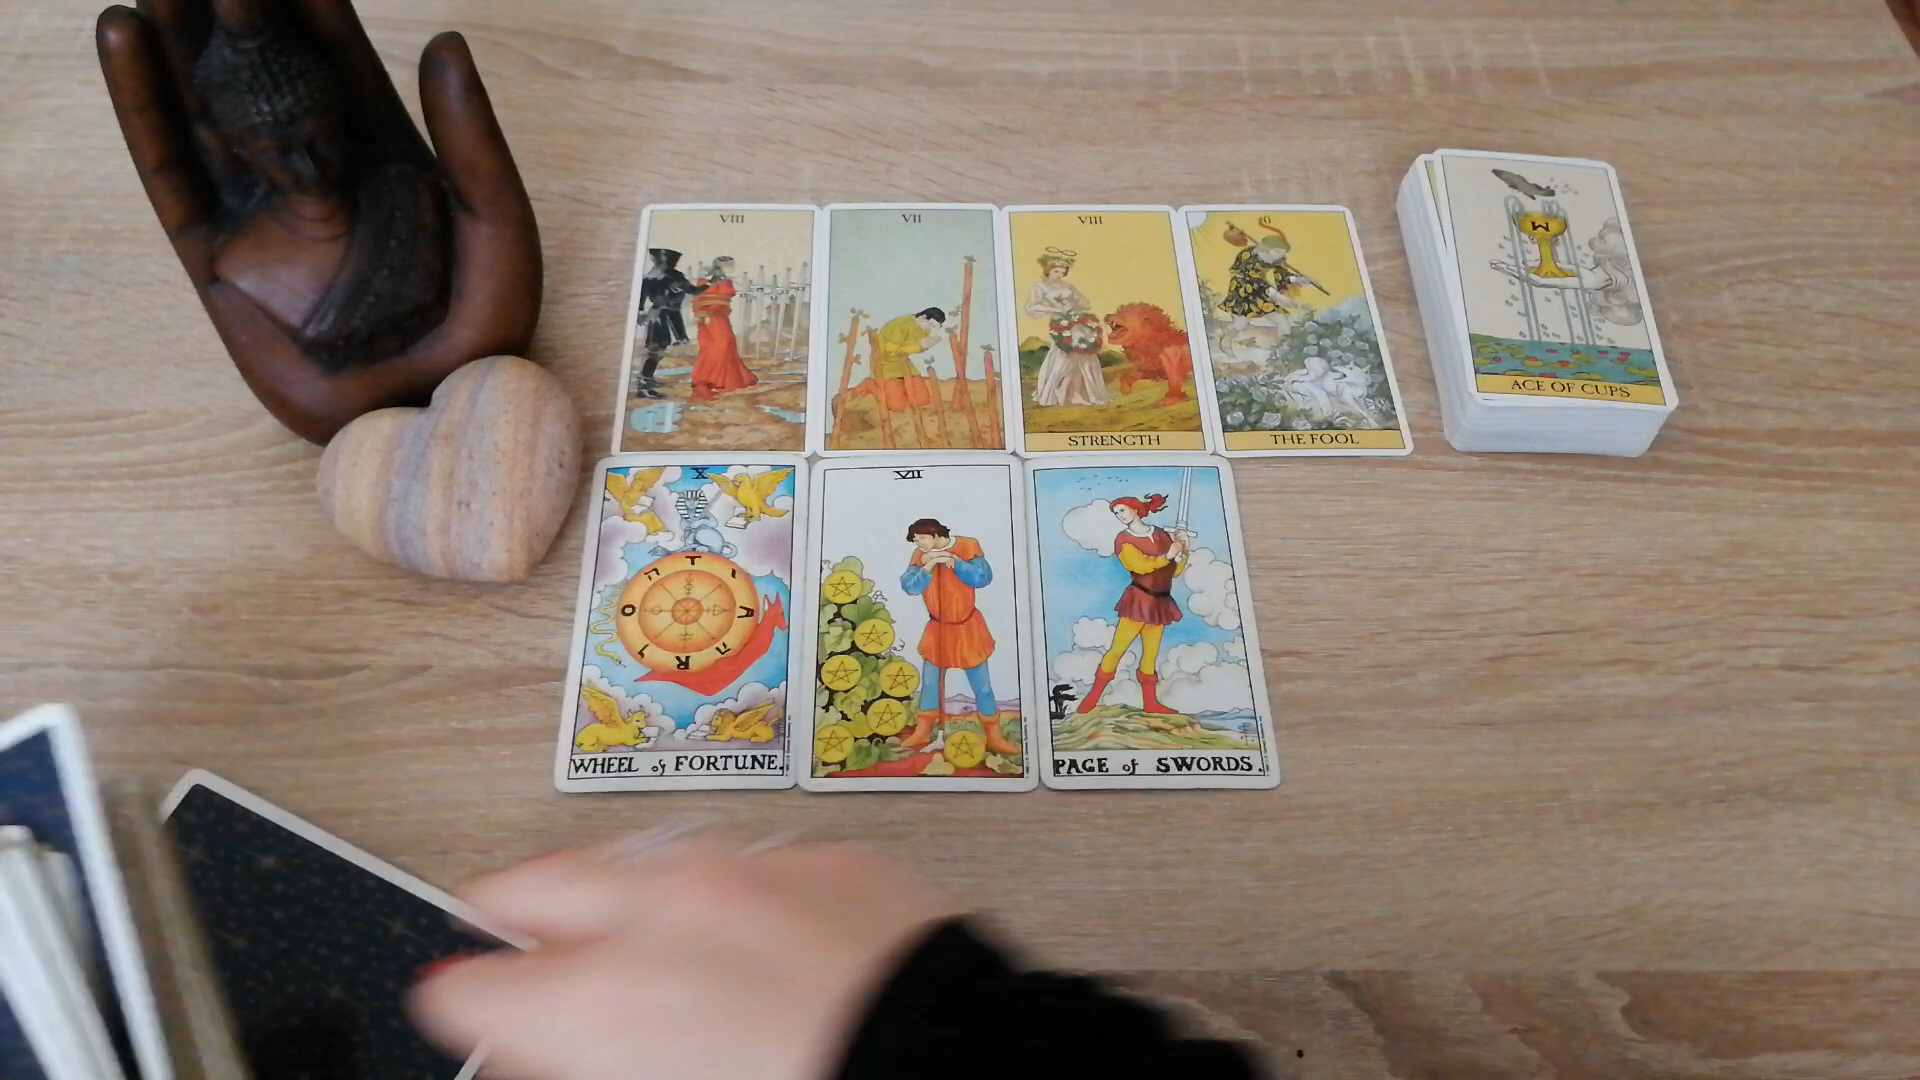 VIII
VII
VIII
0
STRENGTH
THE FOOL
ACE OF CUPS
X
VII
WHEEL of FORTUNE.
PAGE of SWORDS.